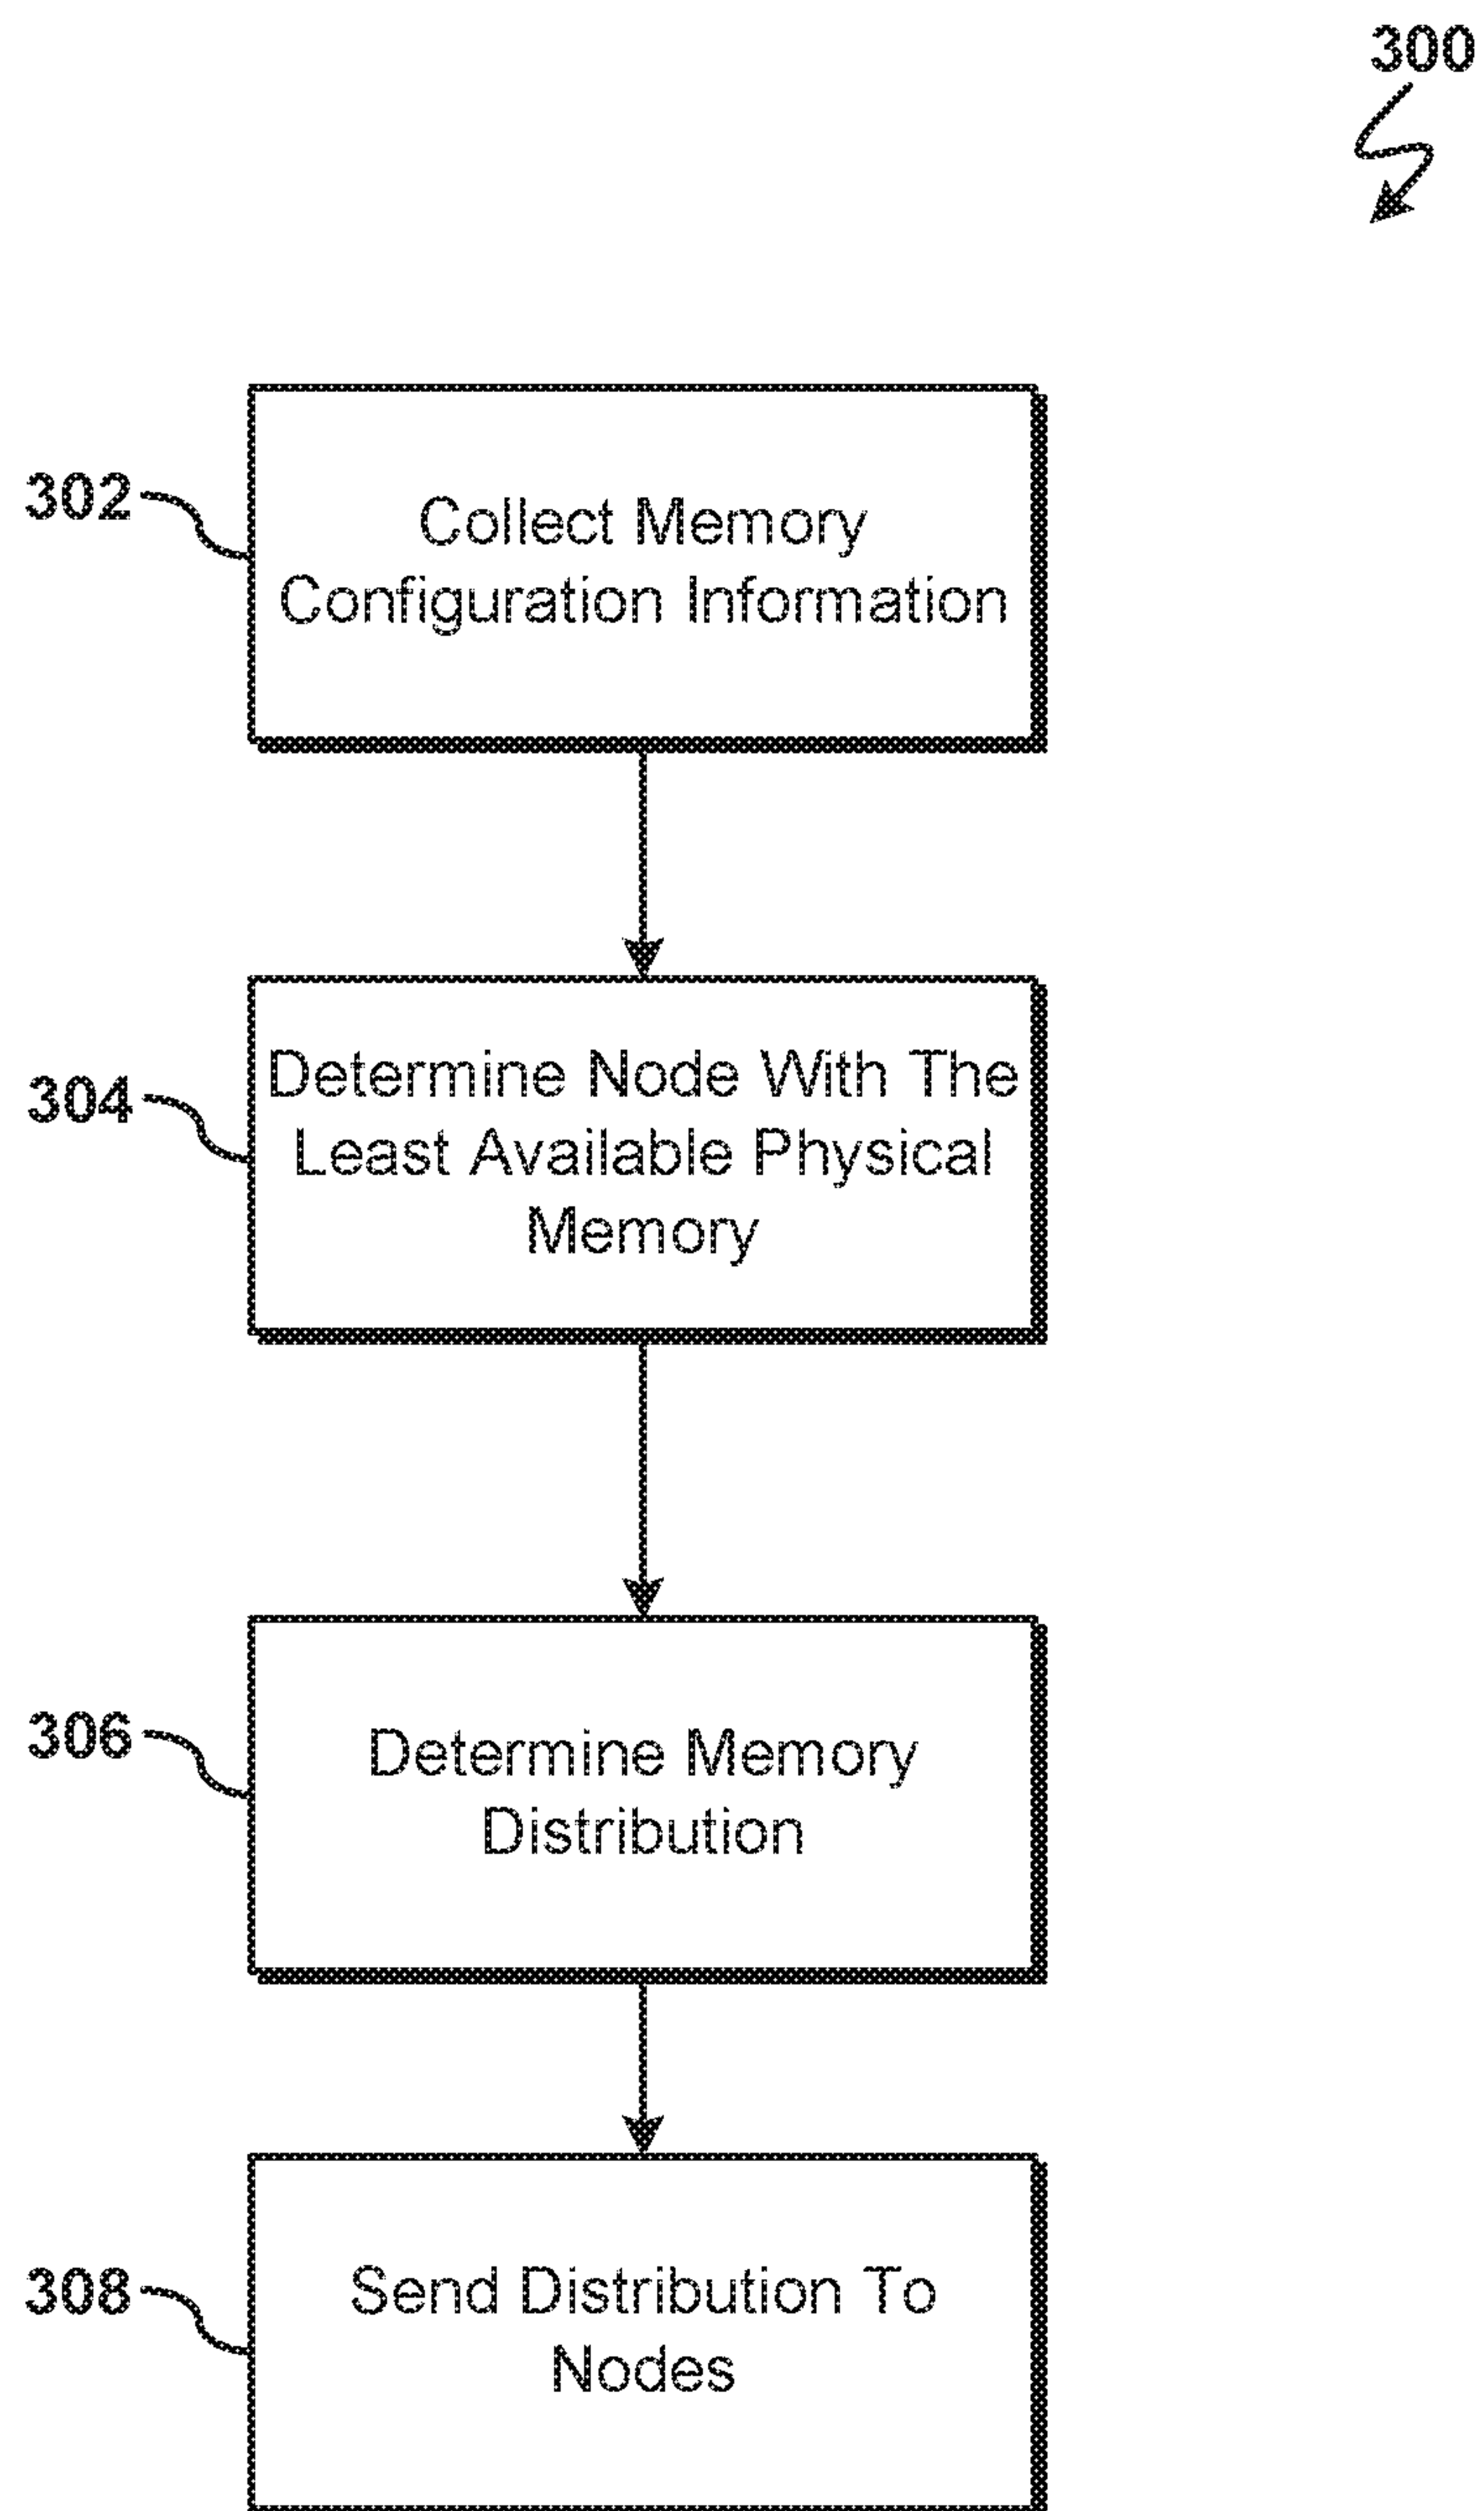 300
302
Collect Memory
Configuration Information
304
Determine Node With The
Least Available Physical
Memory
306
Determine Memory
Distribution
308
Send Distribution To
Nodes